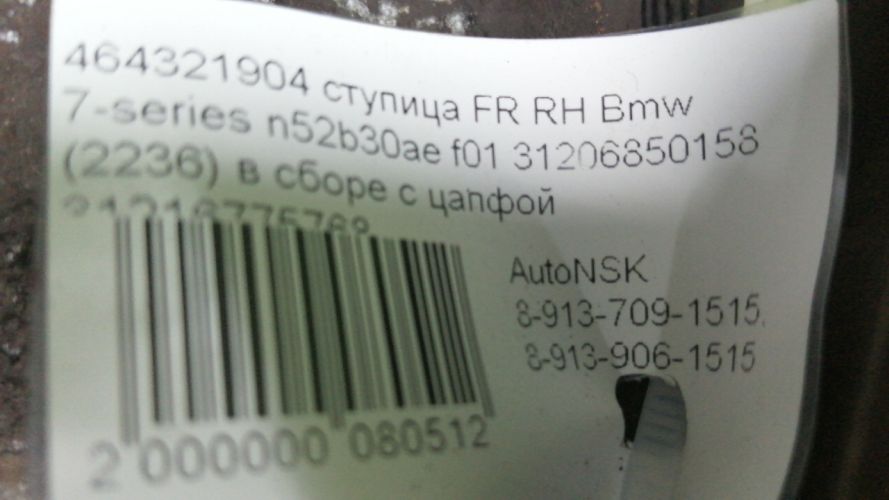 464321904 ступица FR RH Bmw
7-series n52b30ae f01 31206850158
(2236) в сборе с цапфой
31216775768
AutoNSK
8-913-709-1515,
8-913-906-1515
2 000000 080512